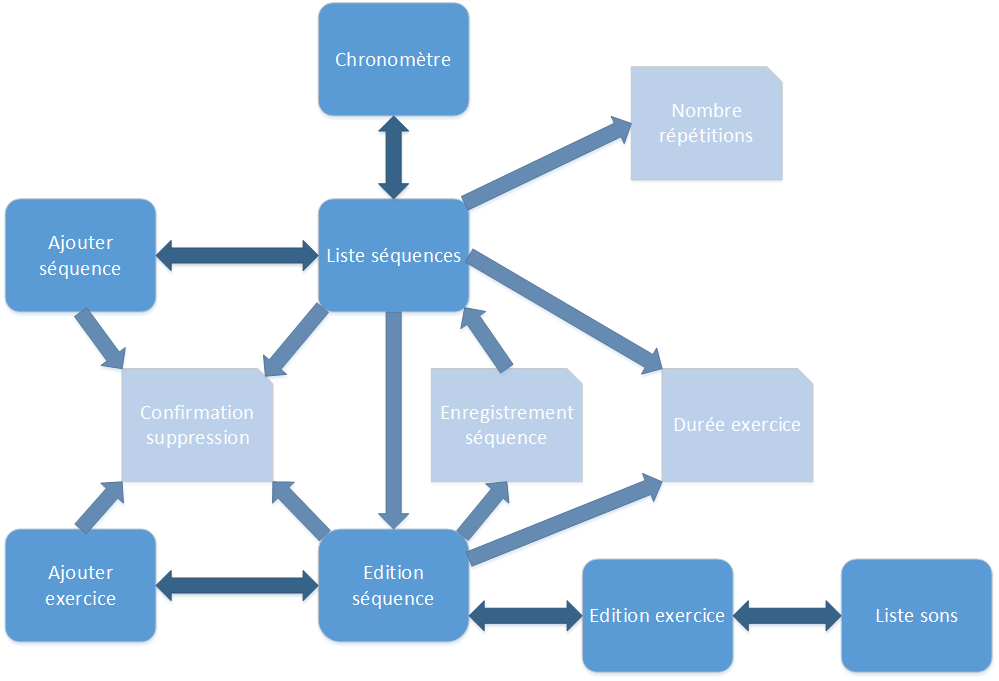 Chronomètre
Nombre
répétitions
Ajouter
séquence
Liste séquences
Confirmation
suppression
Enregistrement
séquence
Durée exercice
Ajouter
exercice
Edition
séquence
Edition exercice
Liste sons